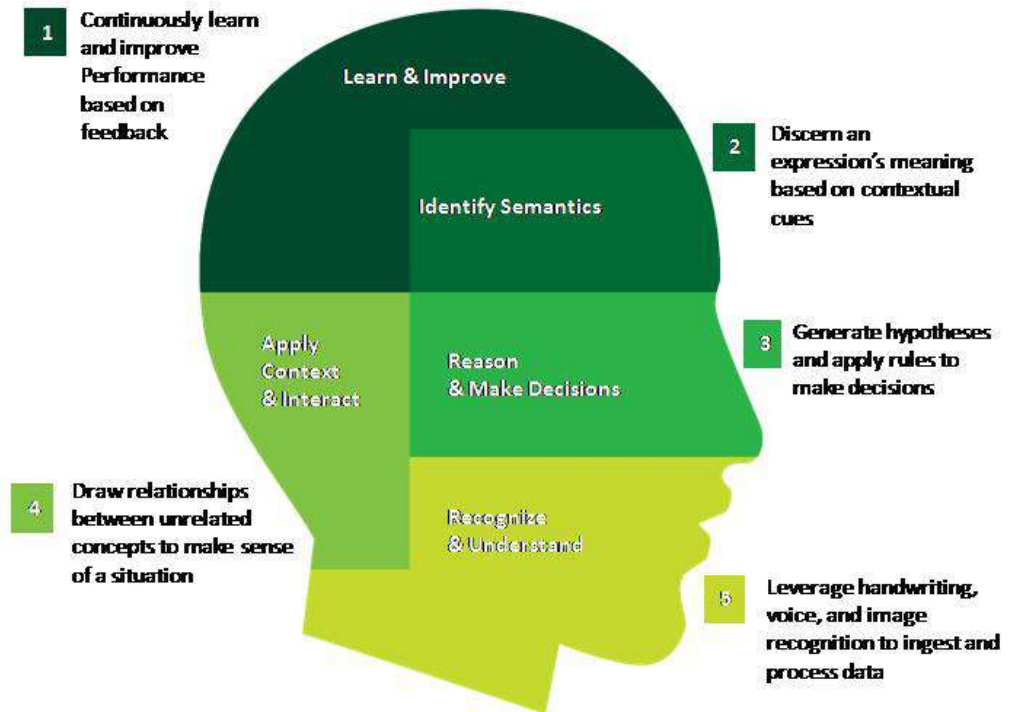 1
Continuously learn
and improve
Performance
based on
feedback
Learn & Improve
2
Discern an
expression's meaning
based on contextual
cues
Identify Semantics
3
Generate hypotheses
and apply rules to
make decisions
Apply
Context
& Interact
Reason
& Make Decisions
4
Draw relationships
between unrelated
concepts to make sense
of a situation
Recognize
& Understand
5
Leverage handwriting,
voice, and image
recognition to ingest and
process data